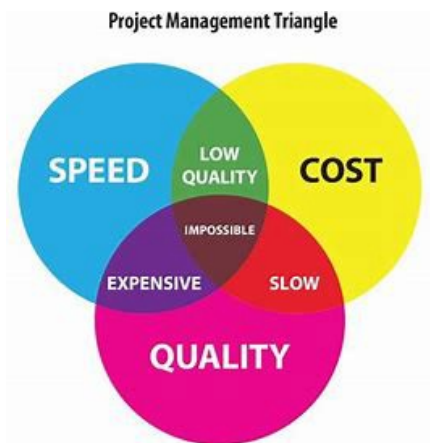 Project Management Triangle
SPEED
LOW
QUALITY
COST
IMPOSSIBLE
EXPENSIVE
SLOW
QUALITY